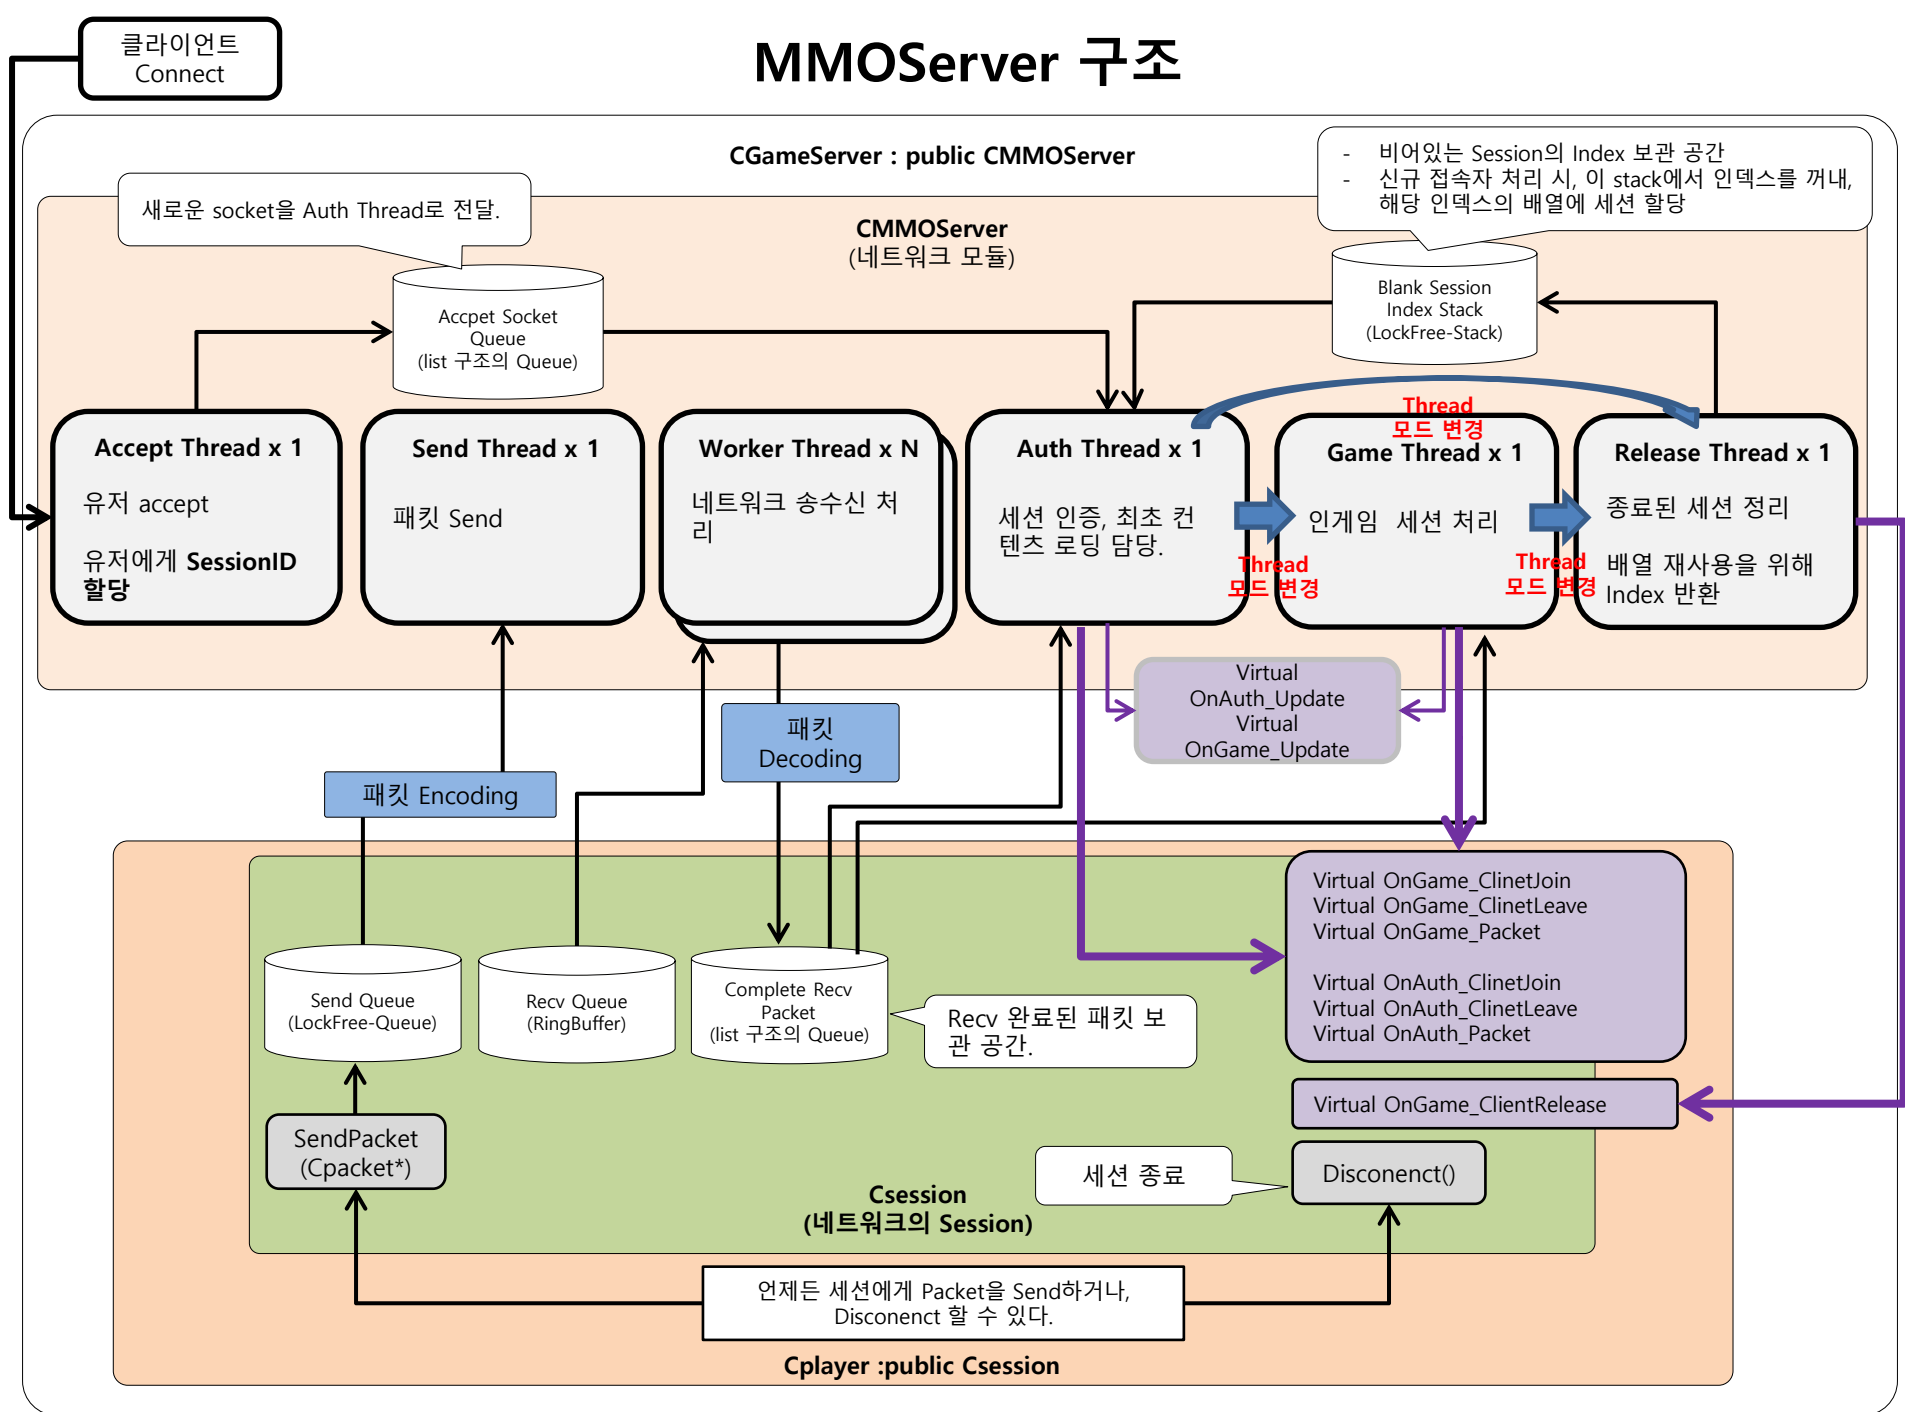 클라이언트
Connect
MMOServer 구조
CGameServer : public CMMOServer
- 비어있는 Session의 Index 보관 공간
- 신규 접속자 처리 시, 이 stack에서 인덱스를 꺼내,
해당 인덱스의 배열에 세션 할당
새로운 socket을 Auth Thread로 전달.
CMMOServer
(네트워크 모듈)
Accpet Socket
Queue
(list 구조의 Queue)
Blank Session
Index Stack
(LockFree-Stack)
Accept Thread x 1
유저 accept
유저에게 SessionID
할당
Send Thread x 1
패킷 Send
Worker Thread x N
네트워크 송수신 처
리
Auth Thread x 1
세션 인증, 최초 컨
텐츠 로딩 담당.
Thread
모드 변경
Game Thread x 1
인게임 세션 처리
Release Thread x 1
종료된 세션 정리
배열 재사용을 위해
Index 반환
Thread
모드 변경
Thread
모드 변경
Virtual
OnAuth_Update
Virtual
OnGame_Update
패킷
Decoding
패킷 Encoding
Send Queue
(LockFree-Queue)
Recv Queue
(RingBuffer)
Complete Recv
Packet
(list 구조의 Queue)
Recv 완료된 패킷 보
관 공간.
Virtual OnGame_ClinetJoin
Virtual OnGame_ClinetLeave
Virtual OnGame_Packet
Virtual OnAuth_ClinetJoin
Virtual OnAuth_ClinetLeave
Virtual OnAuth_Packet
Virtual OnGame_ClientRelease
SendPacket
(Cpacket*)
세션 종료
Disconenct()
Csession
(네트워크의 Session)
언제든 세션에게 Packet을 Send하거나,
Disconenct 할 수 있다.
Cplayer :public Csession